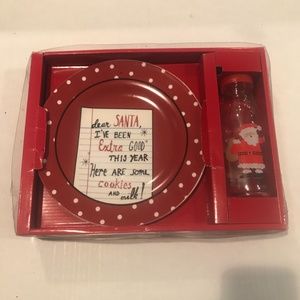 dear SANTA,
I'VE BEEN
Extra GOOD
THIS YEAR
HERE ARE SOME
cookies
AND milk!